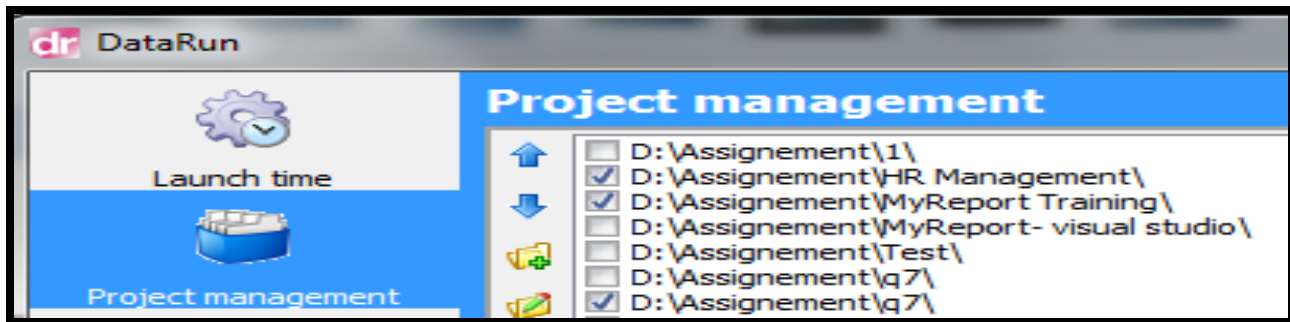 dr DataRun
Launch time
Project management
Project management
D:\Assignement\1\
D:\Assignement\HR Management\
D:\Assignement\MyReport Training\
D:\Assignement\MyReport- visual studio\
D:\Assignement\Test\
D:\Assignement\q7\
D:\Assignement\q7\